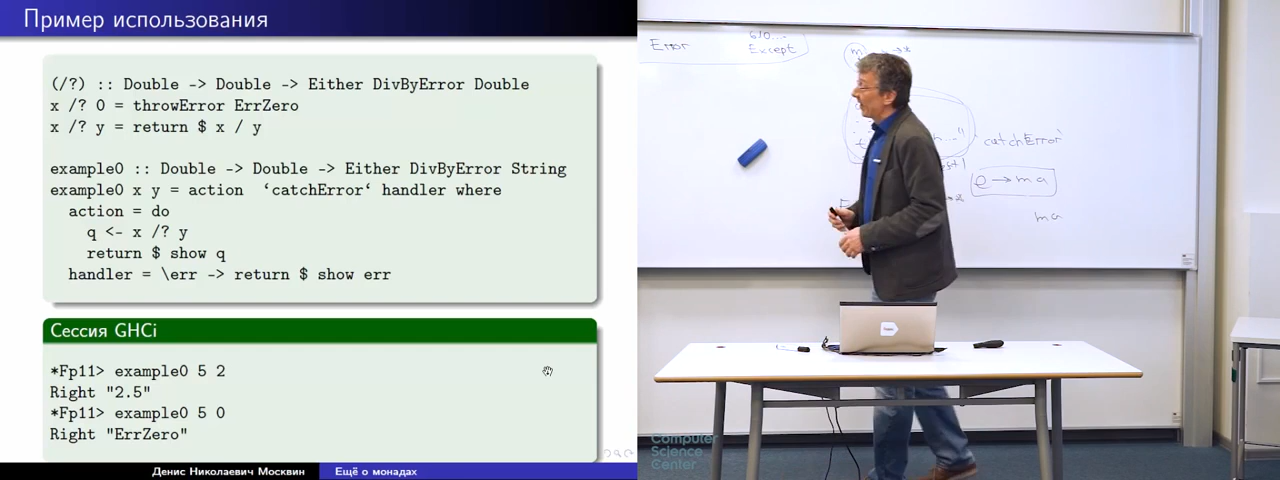 Пример использования
(/?) :: Double -> Double -> Either DivByError Double
x /? 0 = throwError ErrZero
x /? y = return $ x / y
example0 :: Double -> Double -> Either DivByError String
example0 x y = action ‘catchError‘ handler where
action = do
q <- x /? y
return $ show q
handler = \err -> return $ show err
Сессия GHCi
*Fp11> example0 5 2
Right "2.5"
*Fp11> example0 5 0
Right "ErrZero"
Денис Николаевич Москвин Ещё о монадах
Error
Except
catchError
e → m a
m a
Computer
Science
Center